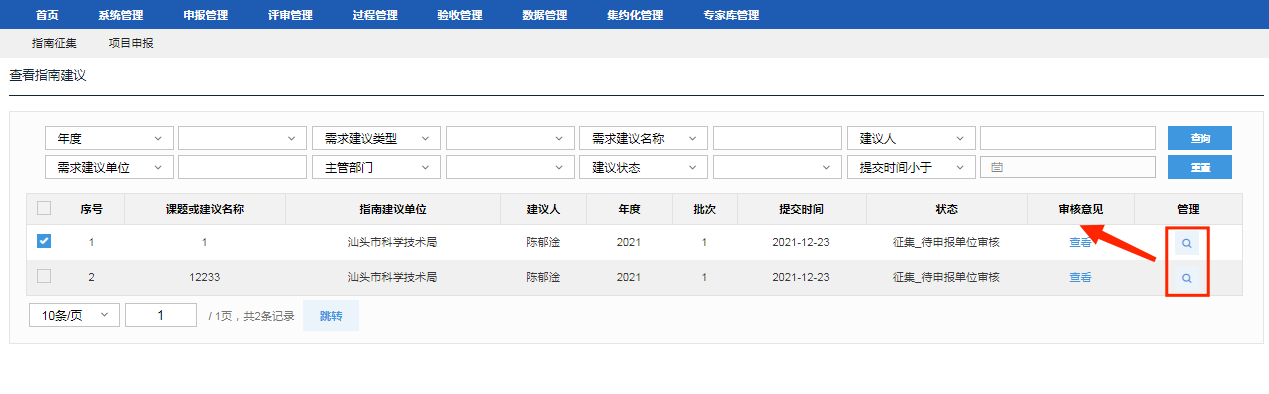 首页 系统管理 申报管理 评审管理 过程管理 验收管理 数据管理 集约化管理 专家库管理
指南征集 项目申报
查看指南建议
年度 需求建议类型 需求建议名称 建议人 查询
需求建议单位 主管部门 建议状态 提交时间小于 重置
序号 课题或建议名称 指南建议单位 建议人 年度 批次 提交时间 状态 审核意见 管理
1 1 汕头市科学技术局 陈郁淦 2021 1 2021-12-23 征集_待申报单位审核 查看
2 12233 汕头市科学技术局 陈郁淦 2021 1 2021-12-23 征集_待申报单位审核 查看
10条/页 1 / 1页，共2条记录 跳转